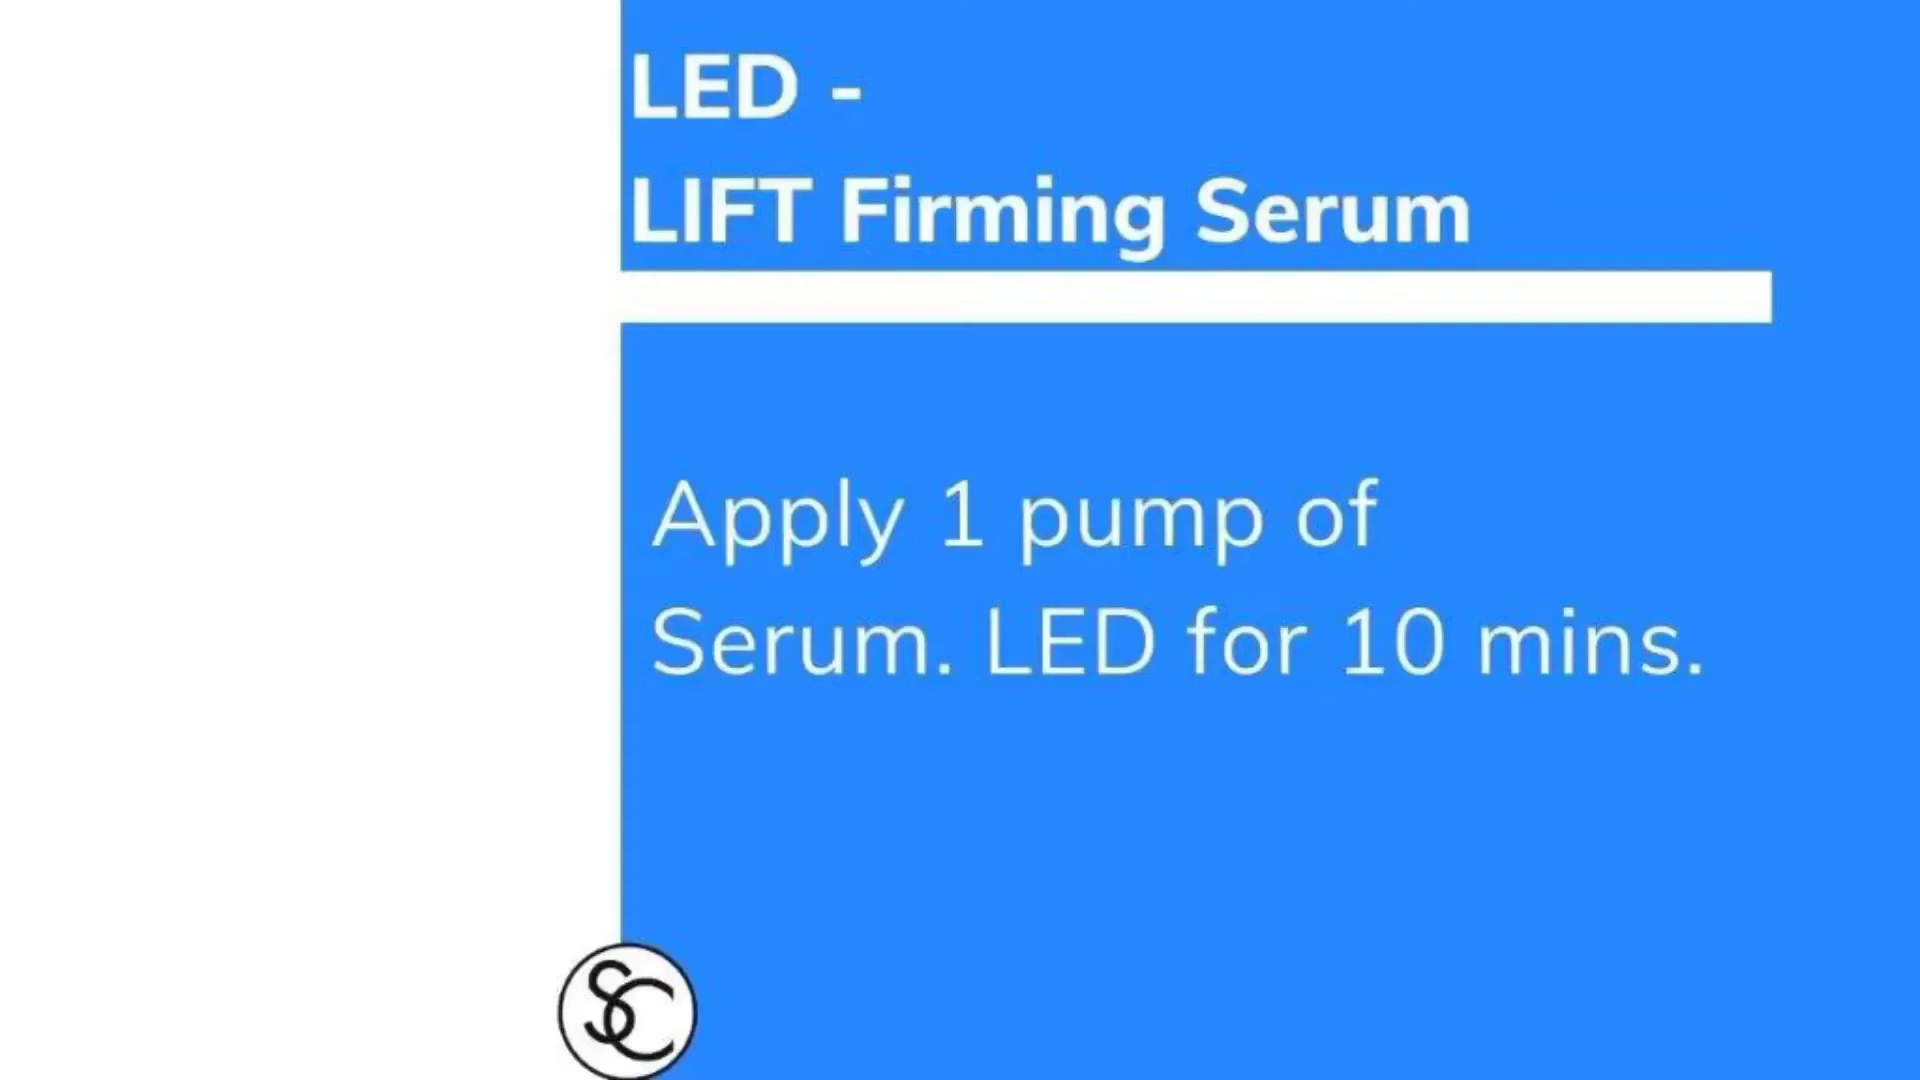 LED -
LIFT Firming Serum
Apply 1 pump of
Serum. LED for 10 mins.
SC